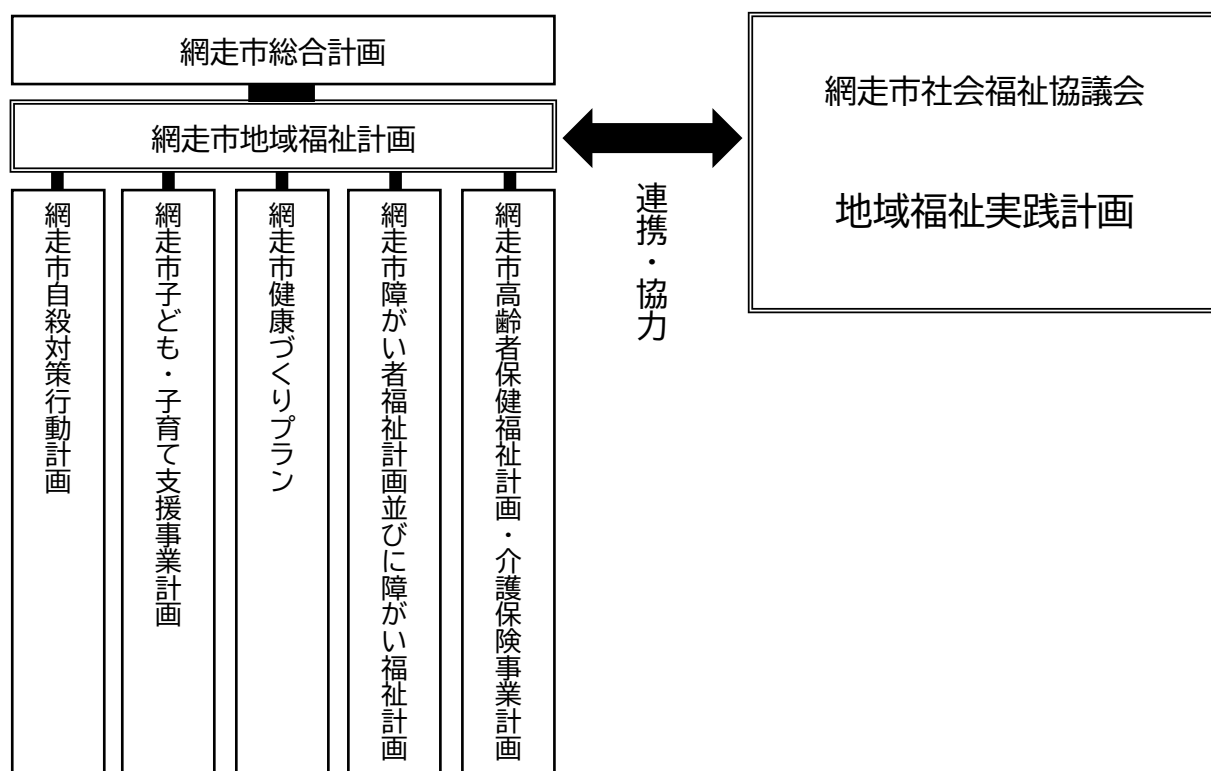 網走市総合計画
網走市地域福祉計画
網走市社会福祉協議会
地域福祉実践計画
連携・協力
網走市高齢者保健福祉計画・介護保険事業計画
網走市障がい者福祉計画並びに障がい福祉計画
網走市健康づくりプラン
網走市子ども・子育て支援事業計画
網走市自殺対策行動計画